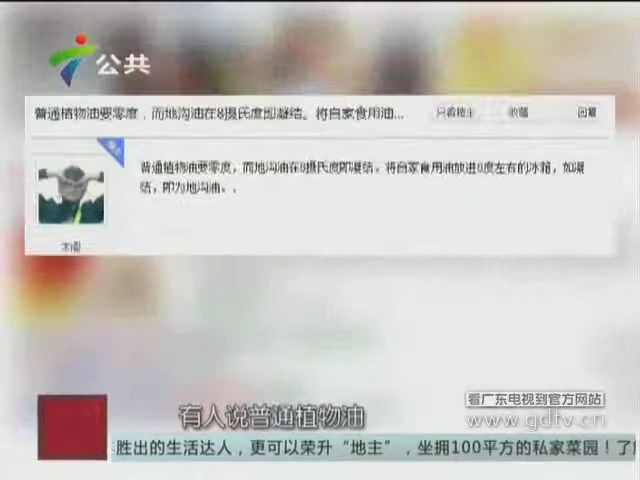 公共
普通植物油要零度，而地沟油在8摄氏度即凝结。将自家食用油...
只看楼主
收藏
回复
楼主
普通植物油要零度，而地沟油在8摄氏度即凝结。将自家食用油放进8度左右的冰箱，如凝
结，即为地沟油。。
看广东电视到官方网站
www.gdtv.cn
有人说普通植物油
胜出的生活达人，更可以荣升“地主”，坐拥100平方的私家菜园！了